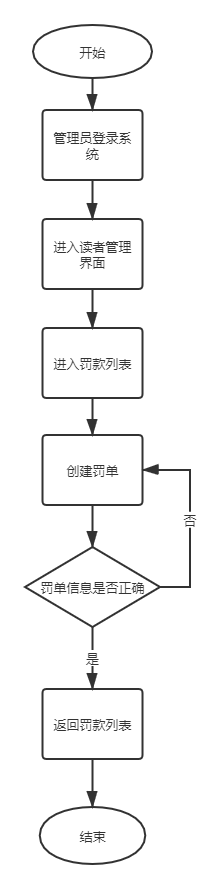 开始
管理员登录系
统
进入读者管理
界面
进入罚款列表
创建罚单
否
罚单信息是否正确
是
返回罚款列表
结束